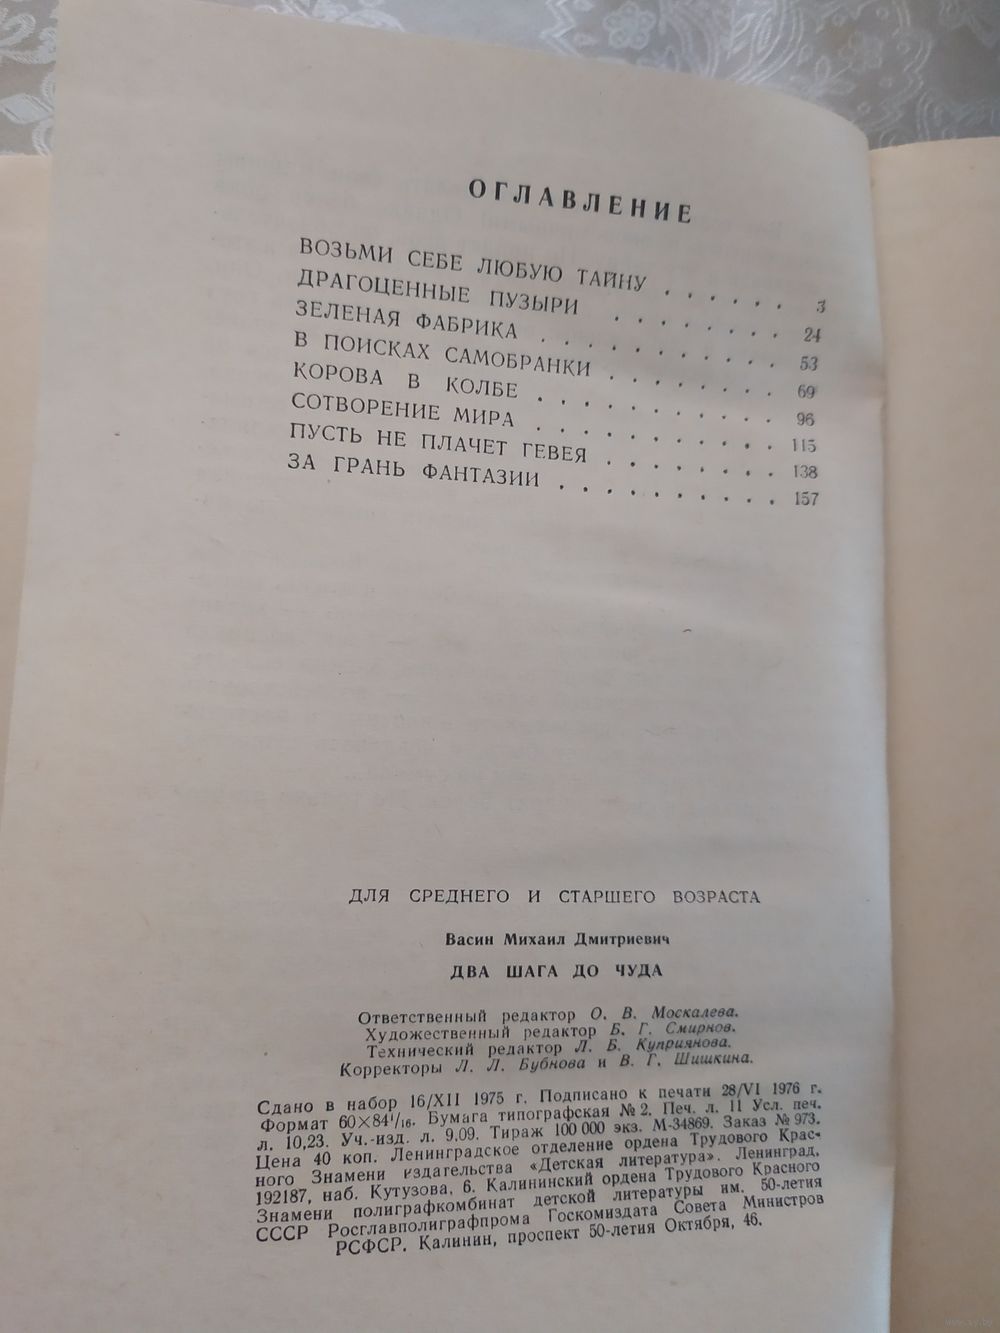 ОГЛАВЛЕНИЕ
ВОЗЬМИ СЕБЕ ЛЮБУЮ ТАЙНУ . . . . . . 3
ДРАГОЦЕННЫЕ ПУЗЫРИ . . . . . . . . 24
ЗЕЛЕНАЯ ФАБРИКА . . . . . . . . . . 53
В ПОИСКАХ САМОБРАНКИ . . . . . . . 69
КОРОВА В КОЛБЕ . . . . . . . . . . 96
СОТВОРЕНИЕ МИРА . . . . . . . . . . 115
ПУСТЬ НЕ ПЛАЧЕТ ГЕВЕЯ . . . . . . . 138
ЗА ГРАНЬ ФАНТАЗИИ . . . . . . . . . . 157
ДЛЯ СРЕДНЕГО И СТАРШЕГО ВОЗРАСТА
Васин Михаил Дмитриевич
ДВА ШАГА ДО ЧУДА
Ответственный редактор О. В. Москалева.
Художественный редактор Б. Г. Смирнов.
Технический редактор Л. Б. Куприянова.
Корректоры Л. Л. Бубнова и В. Г. Шишкина.
Сдано в набор 16/XII 1975 г. Подписано к печати 28/VI 1976 г.
Формат 60×84¹/₁₆. Бумага типографская № 2. Печ. л. 11 Усл. печ.
л. 10,23. Уч.-изд. л. 9,09. Тираж 100 000 экз. М-34869. Заказ № 973.
Цена 40 коп. Ленинградское отделение ордена Трудового Крас-
ного Знамени издательства «Детская литература». Ленинград,
192187, наб. Кутузова, 6. Калининский ордена Трудового Красного
Знамени полиграфкомбинат детской литературы им. 50-летия
СССР Росглавполиграфпрома Госкомиздата Совета Министров
РСФСР. Калинин, проспект 50-летия Октября, 46.